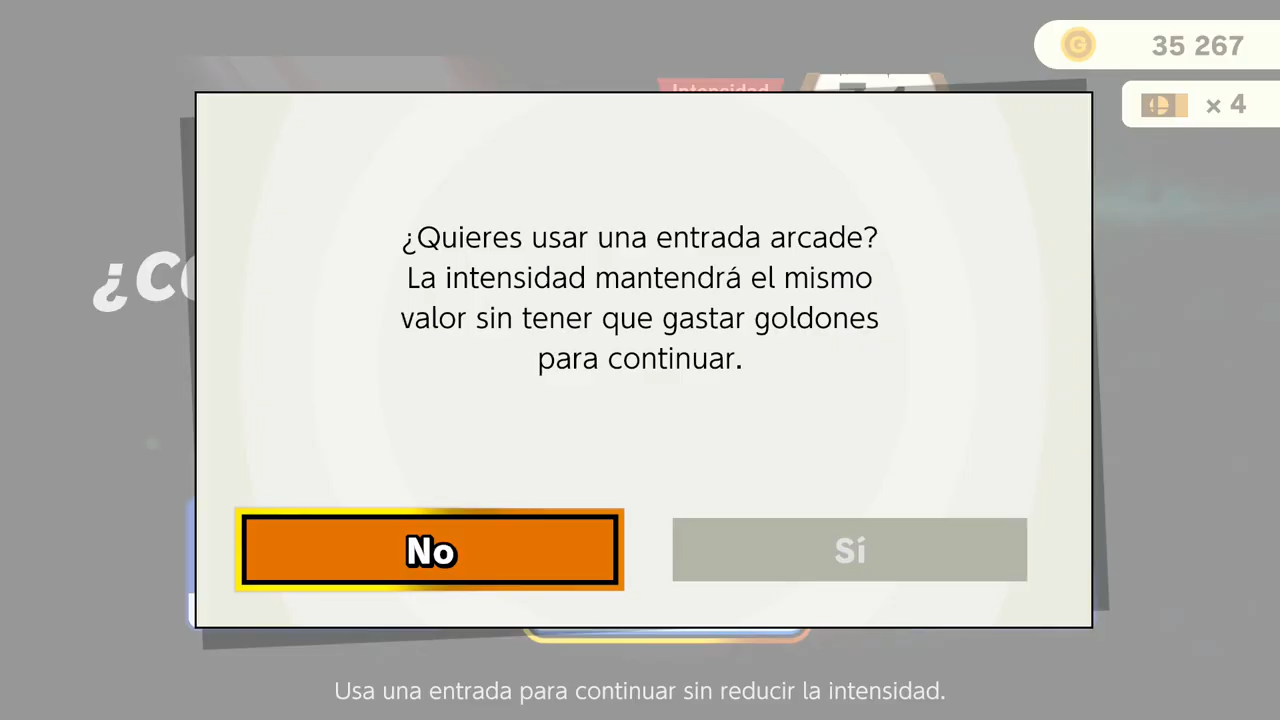 35 267
Intensidad
× 4
¿Quieres usar una entrada arcade?
La intensidad mantendrá el mismo
valor sin tener que gastar goldones
para continuar.
No
Sí
Usa una entrada para continuar sin reducir la intensidad.